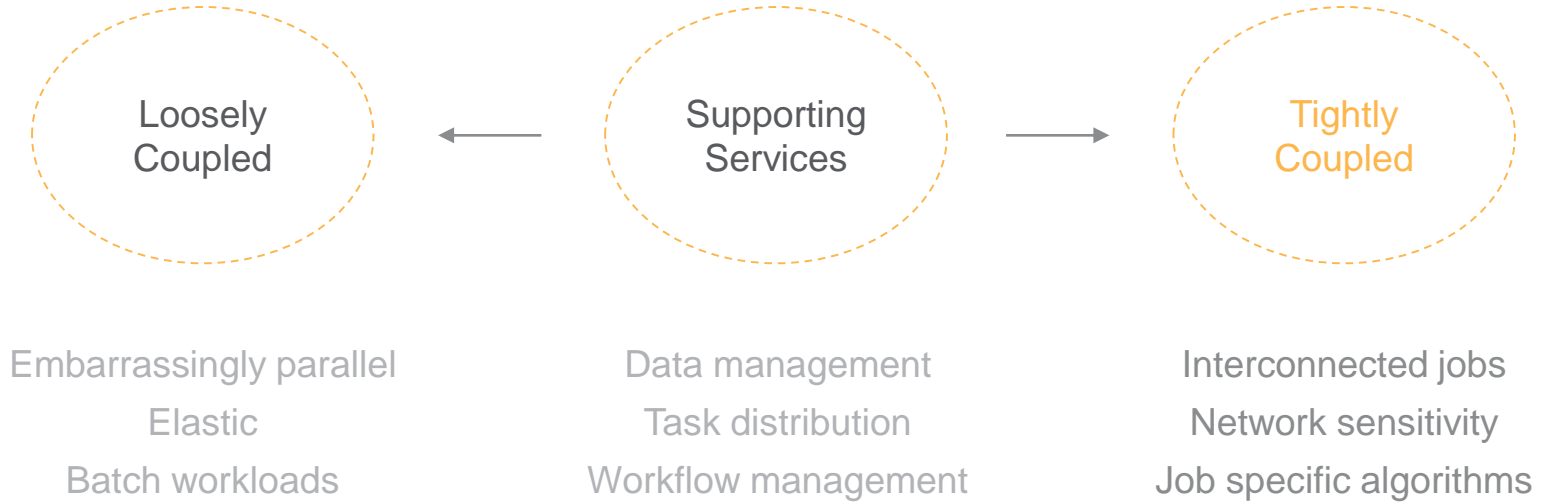 Loosely
Coupled
Supporting
Services
Tightly
Coupled
Embarrassingly parallel
Elastic
Batch workloads
Data management
Task distribution
Workflow management
Interconnected jobs
Network sensitivity
Job specific algorithms